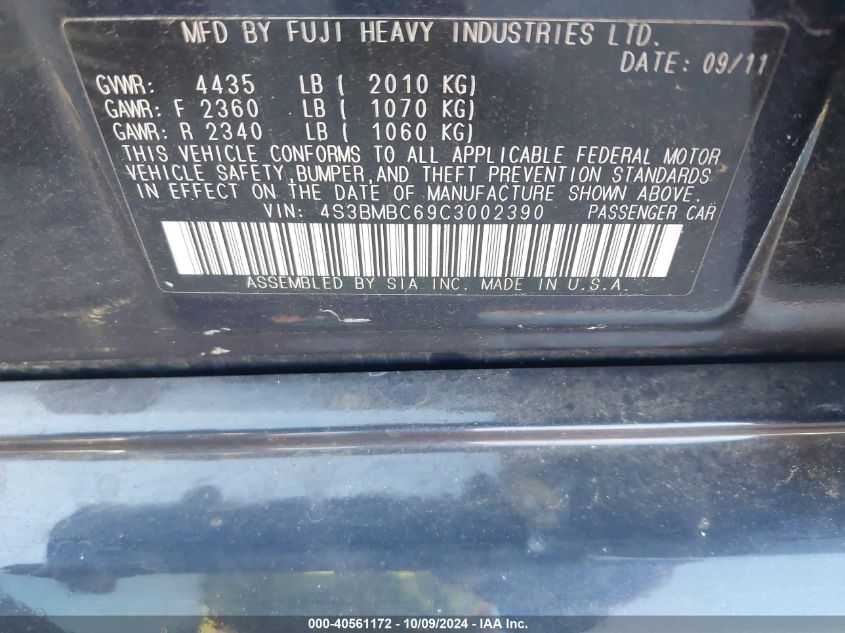 MFD BY FUJI HEAVY INDUSTRIES LTD.
DATE: 09/11
GVWR: 4435 LB ( 2010 KG)
GAWR: F 2360 LB ( 1070 KG)
GAWR: R 2340 LB ( 1060 KG)
THIS VEHICLE CONFORMS TO ALL APPLICABLE FEDERAL MOTOR
VEHICLE SAFETY, BUMPER, AND THEFT PREVENTION STANDARDS
IN EFFECT ON THE DATE OF MANUFACTURE SHOWN ABOVE.
VIN: 4S3BMBC69C3002390 PASSENGER CAR
ASSEMBLED BY SIA INC. MADE IN U.S.A.
000-40561172 - 10/09/2024 - IAA Inc.